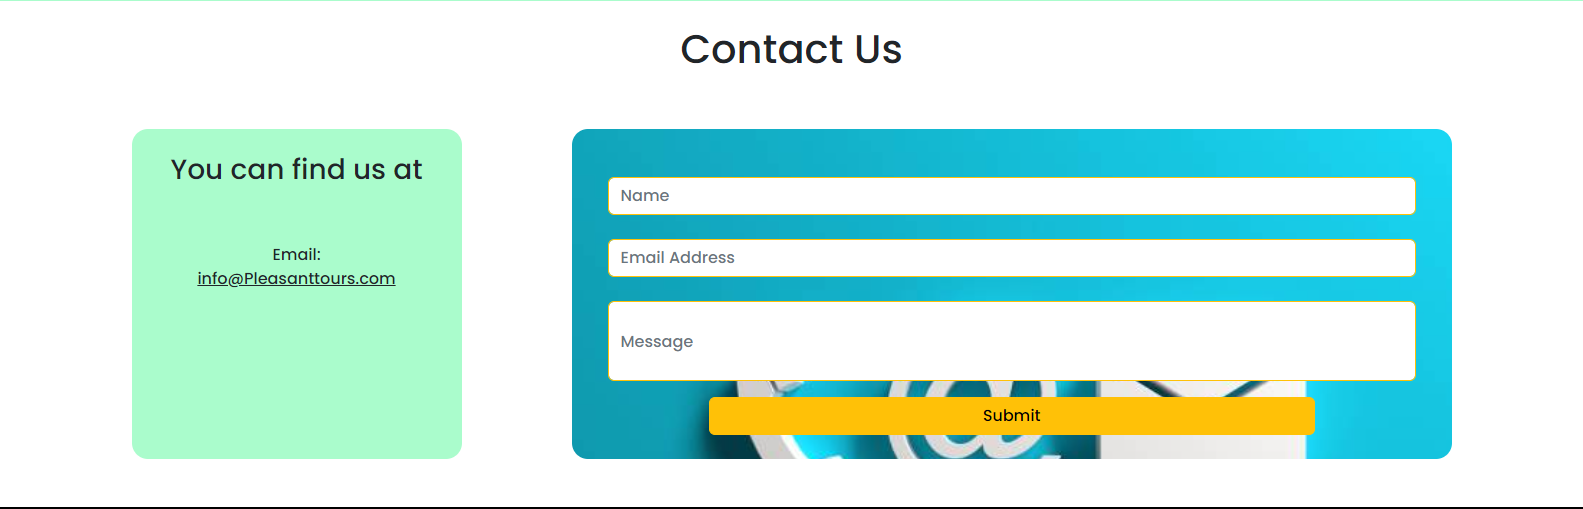 Contact Us
You can find us at
Email:
info@Pleasanttours.com
Name
Email Address
Message
Submit